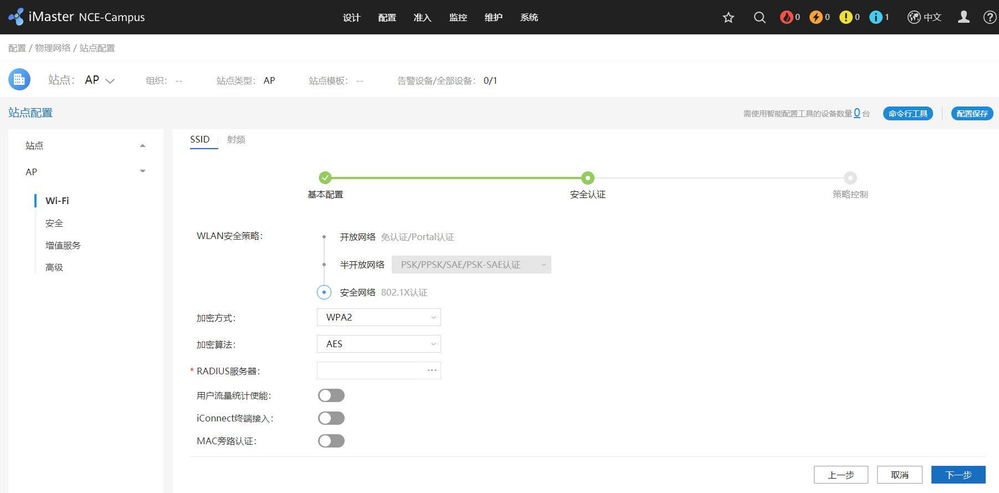 iMaster NCE-Campus 设计 配置 准入 监控 维护 系统 0 0 0 1 中文
配置 / 物理网络 / 站点配置
站点： AP 组织： -- 站点类型： AP 站点模板： -- 告警设备/全部设备： 0/1
站点配置 需使用智能配置工具的设备数量 0 台 命令行工具 配置保存
站点
AP
Wi-Fi
安全
增值服务
高级
SSID 射频
基本配置 安全认证 策略控制
WLAN安全策略： 开放网络 免认证/Portal认证
半开放网络 PSK/PPSK/SAE/PSK-SAE认证
安全网络 802.1X认证
加密方式： WPA2
加密算法： AES
* RADIUS服务器： ...
用户流量统计使能：
iConnect终端接入：
MAC旁路认证：
上一步 取消 下一步